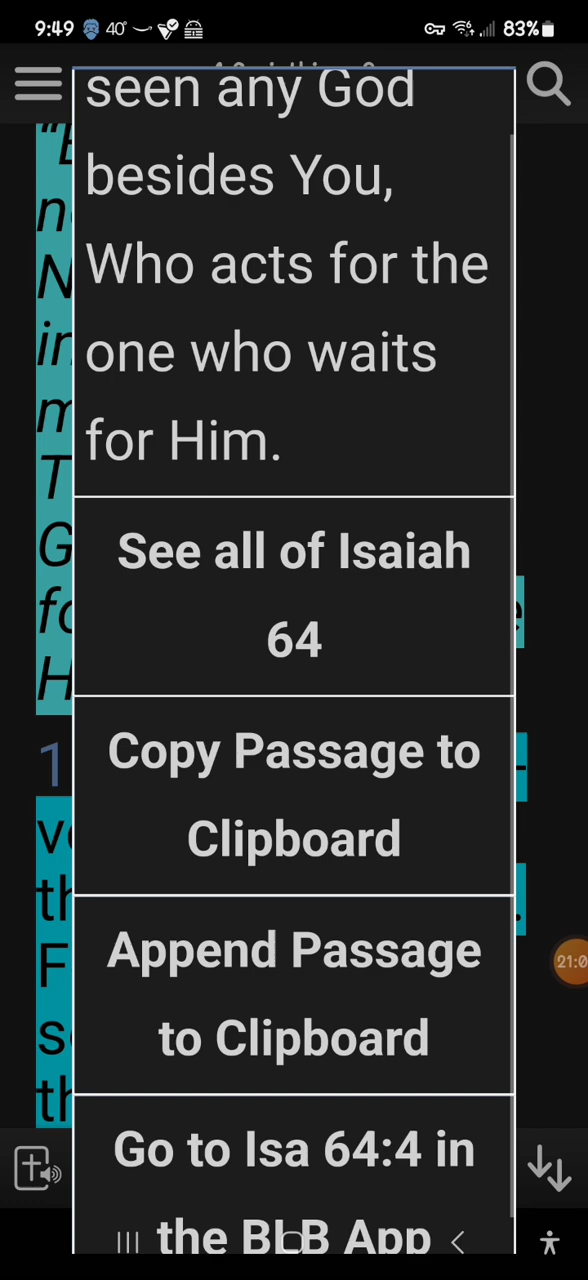 9:49 40° 83%
seen any God
besides You,
Who acts for the
one who waits
for Him.
See all of Isaiah
64
Copy Passage to
Clipboard
Append Passage
to Clipboard
21:0
Go to Isa 64:4 in
the BLB App